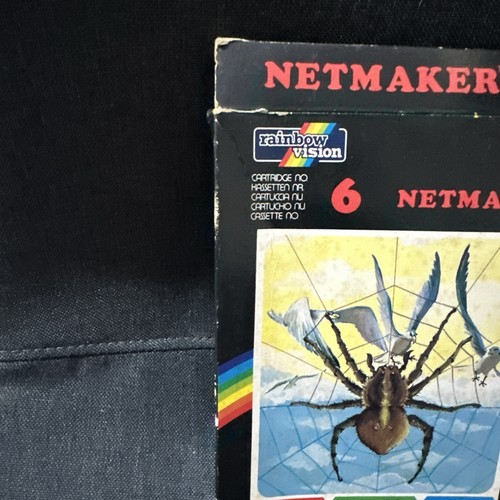 NETMAKER
rainbow
vision
CARTRIDGE NO
KASSETTEN NR.
CARTUCCIA NU
CARTUCHO NU
CASSETTE NO
6 NETMA